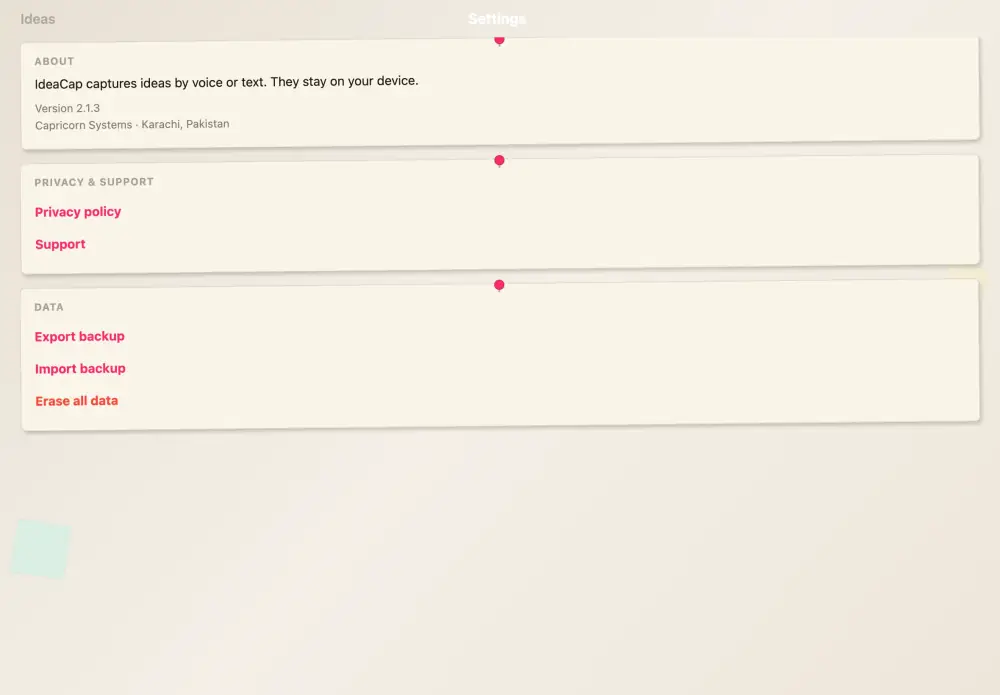 Ideas
Settings
ABOUT
IdeaCap captures ideas by voice or text. They stay on your device.
Version 2.1.3
Capricorn Systems · Karachi, Pakistan
PRIVACY & SUPPORT
Privacy policy
Support
DATA
Export backup
Import backup
Erase all data